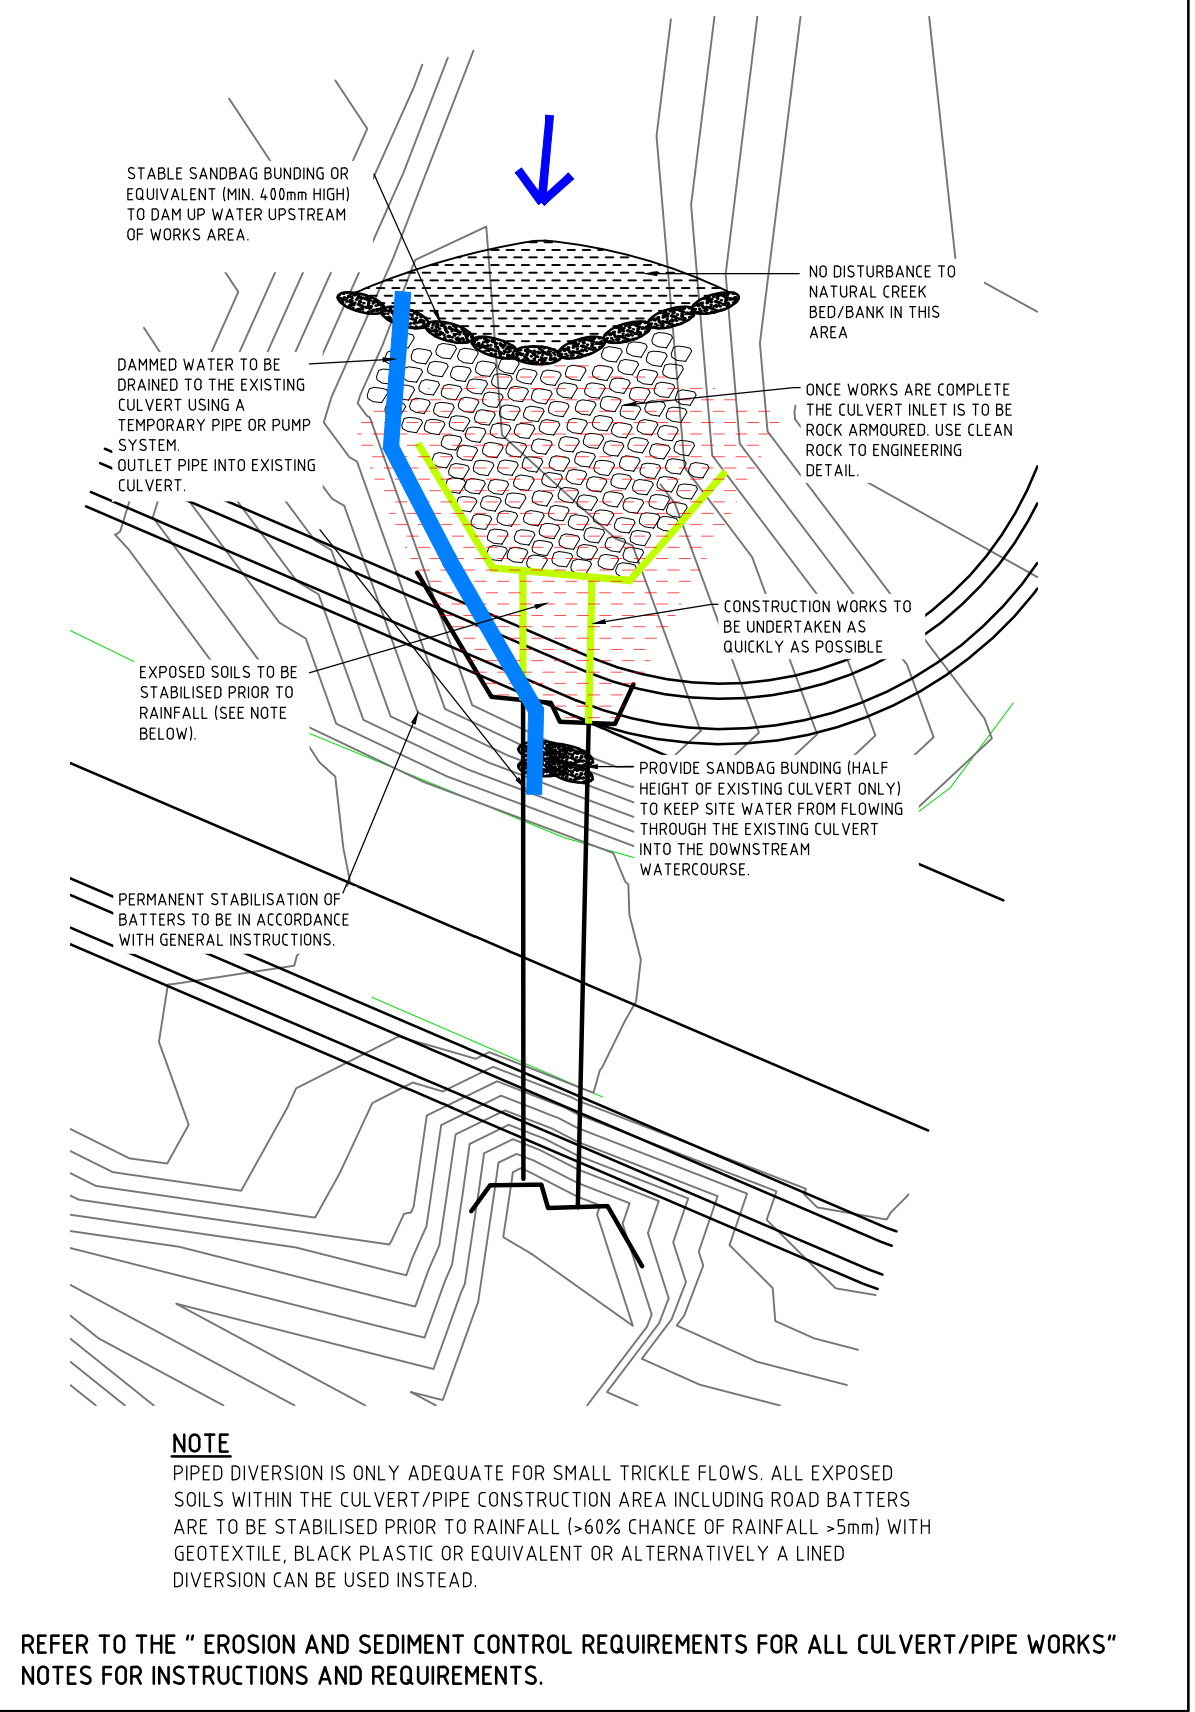 STABLE SANDBAG BUNDING OR
EQUIVALENT (MIN. 400mm HIGH)
TO DAM UP WATER UPSTREAM
OF WORKS AREA.
NO DISTURBANCE TO
NATURAL CREEK
BED/BANK IN THIS
AREA
DAMMED WATER TO BE
DRAINED TO THE EXISTING
CULVERT USING A
TEMPORARY PIPE OR PUMP
SYSTEM.
OUTLET PIPE INTO EXISTING
CULVERT.
ONCE WORKS ARE COMPLETE
THE CULVERT INLET IS TO BE
ROCK ARMOURED. USE CLEAN
ROCK TO ENGINEERING
DETAIL.
CONSTRUCTION WORKS TO
BE UNDERTAKEN AS
QUICKLY AS POSSIBLE
EXPOSED SOILS TO BE
STABILISED PRIOR TO
RAINFALL (SEE NOTE
BELOW).
PROVIDE SANDBAG BUNDING (HALF
HEIGHT OF EXISTING CULVERT ONLY)
TO KEEP SITE WATER FROM FLOWING
THROUGH THE EXISTING CULVERT
INTO THE DOWNSTREAM
WATERCOURSE.
PERMANENT STABILISATION OF
BATTERS TO BE IN ACCORDANCE
WITH GENERAL INSTRUCTIONS.
NOTE
PIPED DIVERSION IS ONLY ADEQUATE FOR SMALL TRICKLE FLOWS. ALL EXPOSED
SOILS WITHIN THE CULVERT/PIPE CONSTRUCTION AREA INCLUDING ROAD BATTERS
ARE TO BE STABILISED PRIOR TO RAINFALL (>60% CHANCE OF RAINFALL >5mm) WITH
GEOTEXTILE, BLACK PLASTIC OR EQUIVALENT OR ALTERNATIVELY A LINED
DIVERSION CAN BE USED INSTEAD.
REFER TO THE " EROSION AND SEDIMENT CONTROL REQUIREMENTS FOR ALL CULVERT/PIPE WORKS"
NOTES FOR INSTRUCTIONS AND REQUIREMENTS.